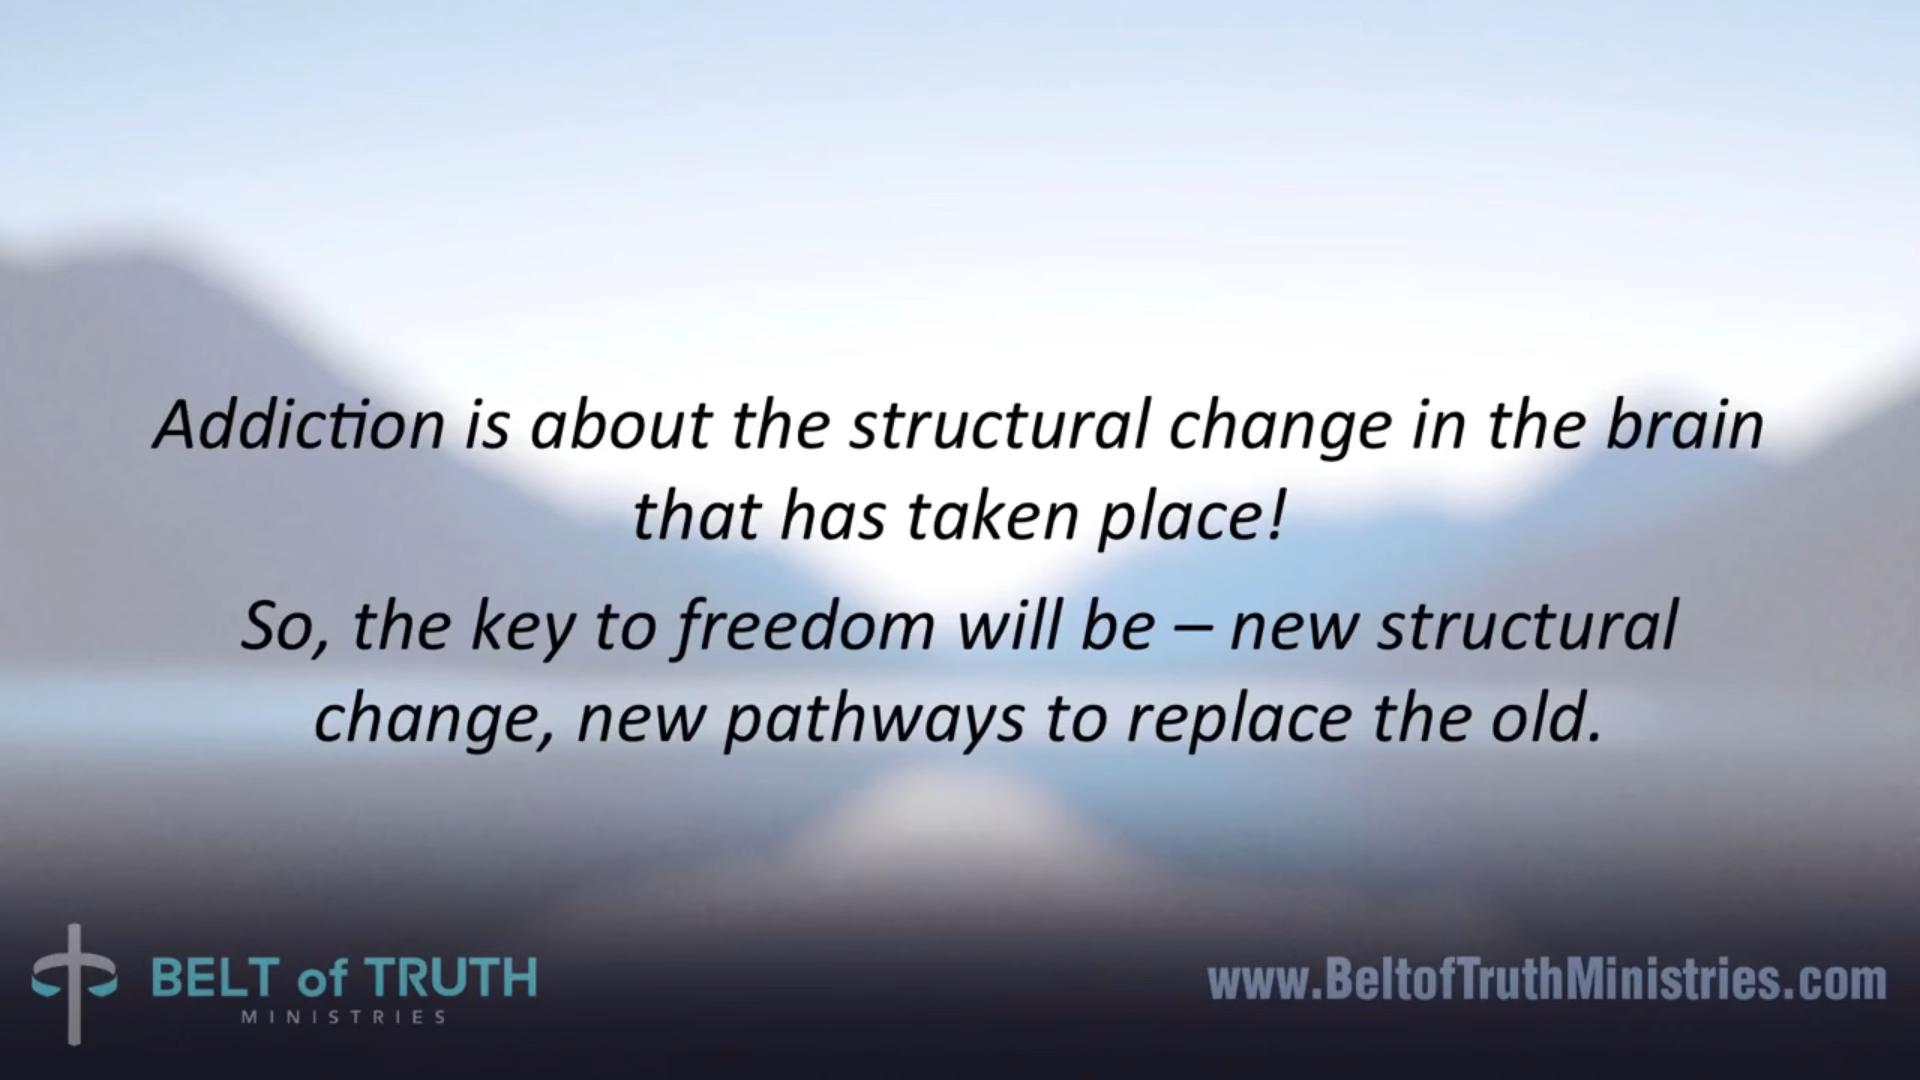 Addiction is about the structural change in the brain
that has taken place!
So, the key to freedom will be – new structural
change, new pathways to replace the old.
BELT of TRUTH
MINISTRIES
www.BeltofTruthMinistries.com